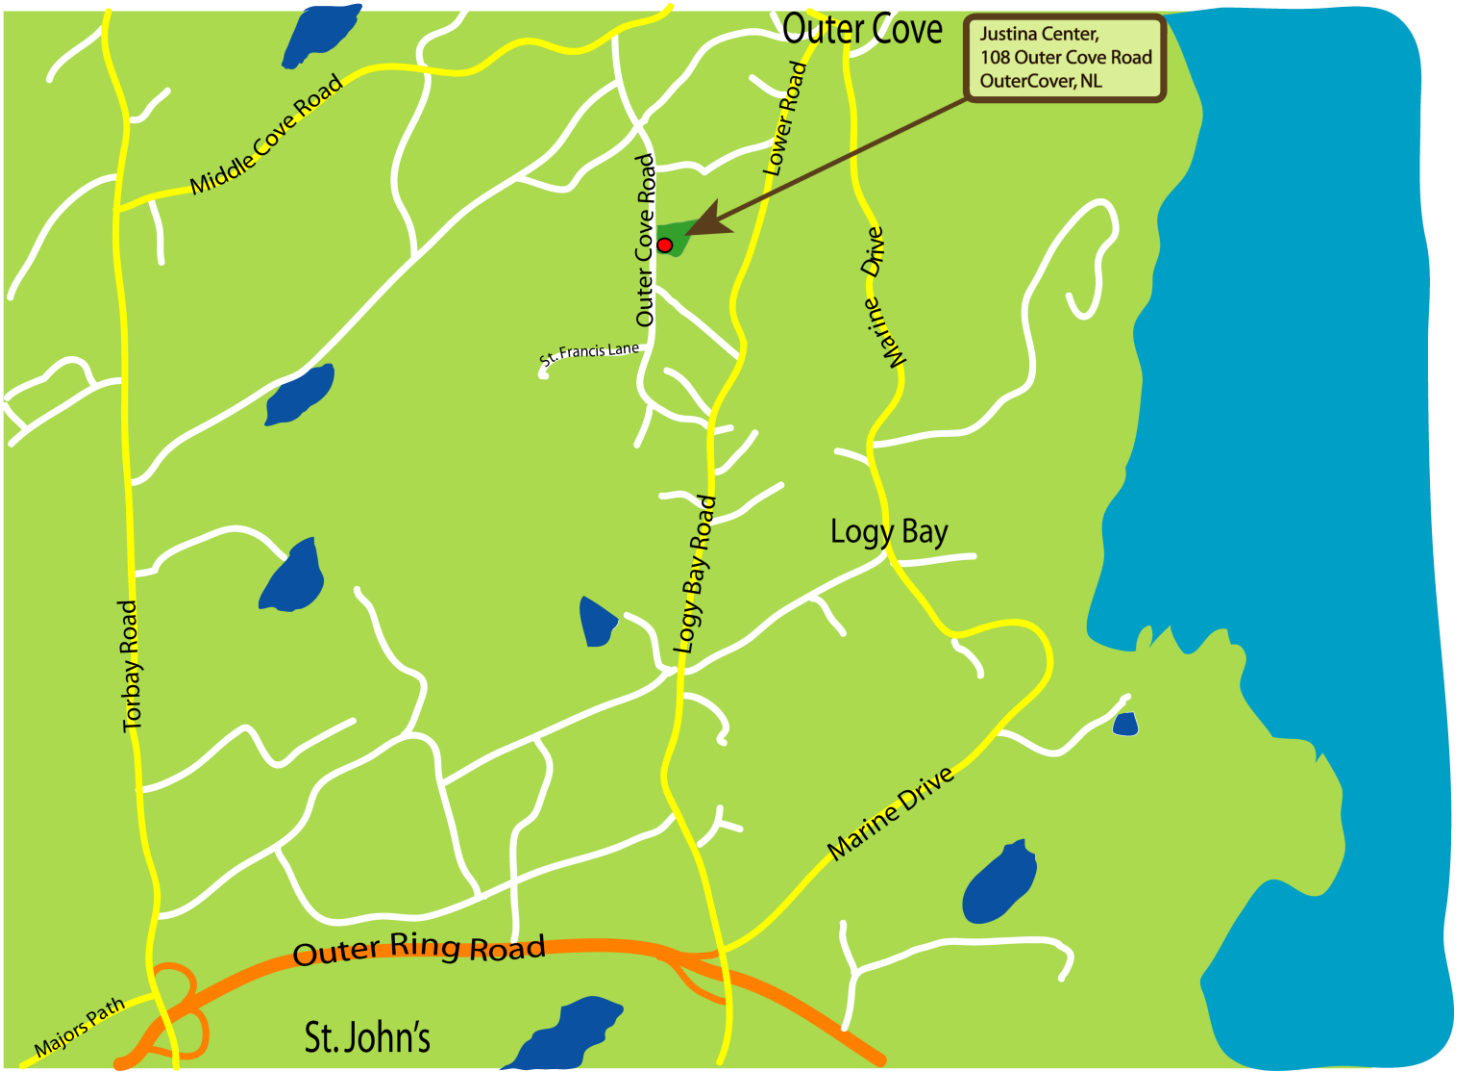 Outer Cove
Justina Center,
108 Outer Cove Road
OuterCover, NL
Middle Cove Road
Lower Road
Outer Cove Road
Marine Drive
St. Francis Lane
Logy Bay
Logy Bay Road
Torbay Road
Marine Drive
Outer Ring Road
Majors Path
St. John's